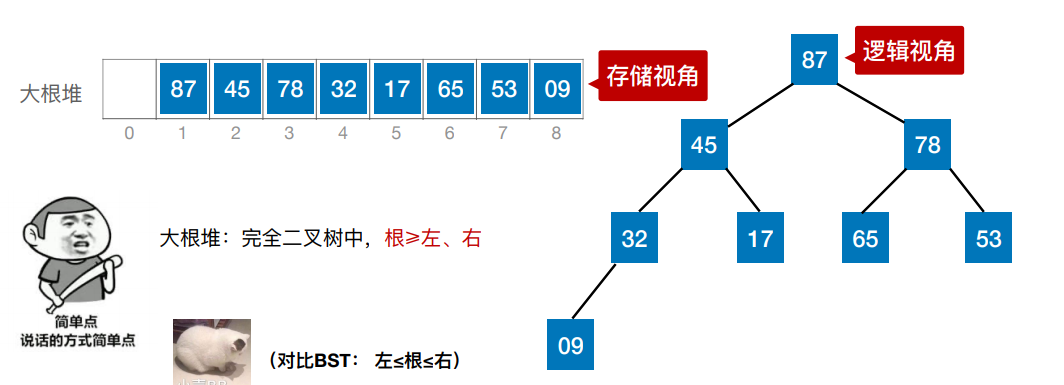 大根堆
87 45 78 32 17 65 53 09
0 1 2 3 4 5 6 7 8
存储视角
逻辑视角
87
45 78
32 17 65 53
09
大根堆：完全二叉树中，根≥左、右
简单点
说话的方式简单点
（对比BST： 左≤根≤右）